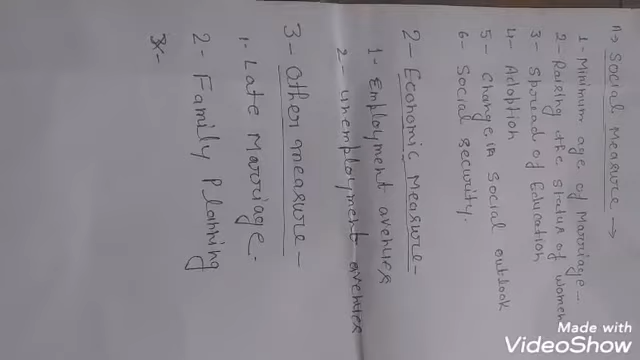 1) Social Measure →
1- Minimum age of Marriage -
2- Raising the status of women
3- Spread of Education
4- Adoption
5- Change in social outlook
6- Social security.
2- Economic Measure -
1- Employment avenues
2- Unemployment avenues
3- Other measure -
1. Late Marriage.
2- Family Planning
3-
Made with
VideoShow